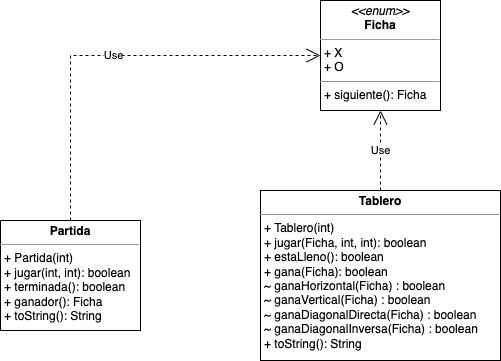 <<enum>>
Ficha
+ X
+ O
+ siguiente(): Ficha
Use
Use
Partida
+ Partida(int)
+ jugar(int, int): boolean
+ terminada(): boolean
+ ganador(): Ficha
+ toString(): String
Tablero
+ Tablero(int)
+ jugar(Ficha, int, int): boolean
+ estaLleno(): boolean
+ gana(Ficha): boolean
~ ganaHorizontal(Ficha) : boolean
~ ganaVertical(Ficha) : boolean
~ ganaDiagonalDirecta(Ficha) : boolean
~ ganaDiagonalInversa(Ficha) : boolean
+ toString(): String